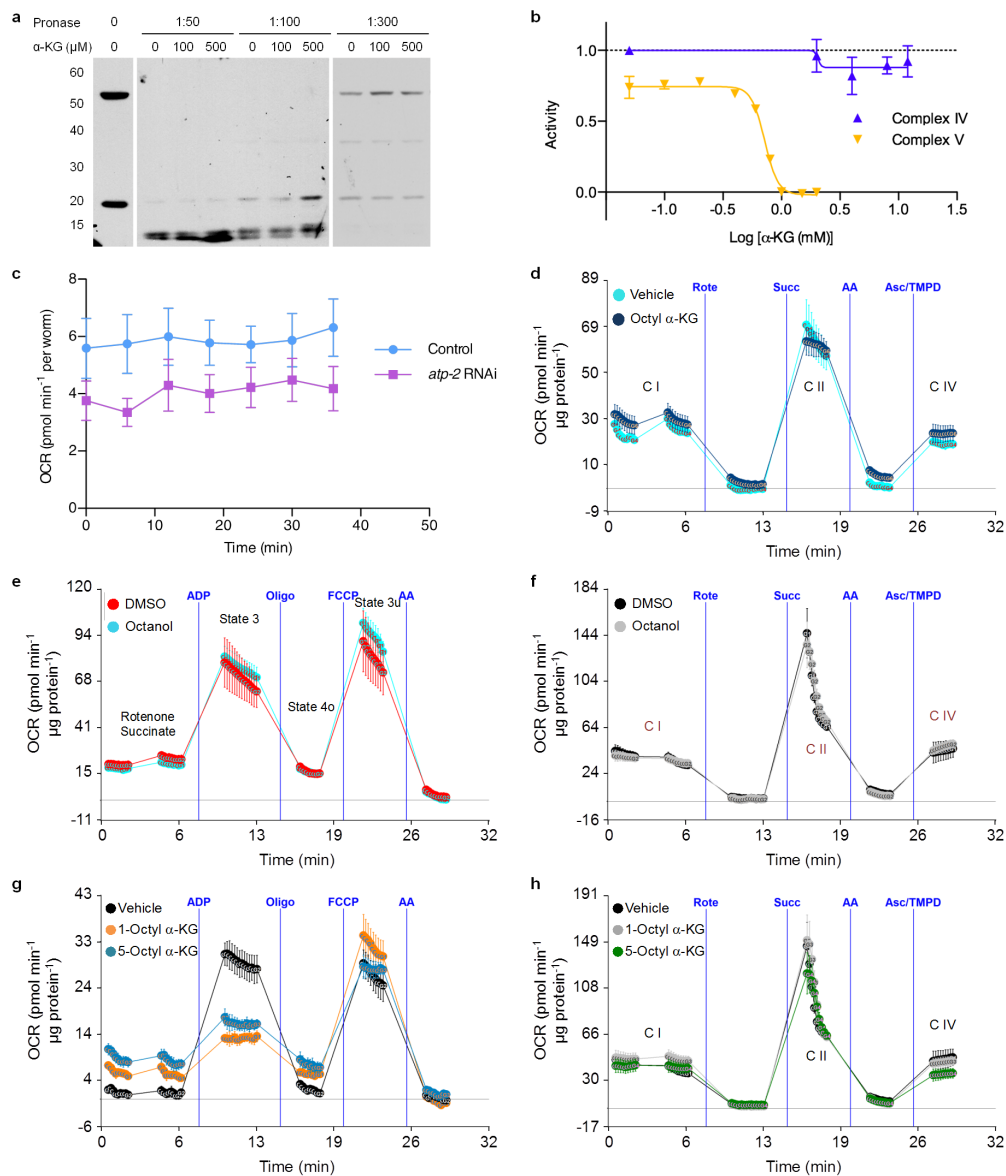 a
Pronase 0 1:50 1:100 1:300
α-KG (µM) 0 0 100 500 0 100 500 0 100 500
60
50
40
30
20
15
b
Activity
1.0
0.5
0.0
-1.0 -0.5 0.0 0.5 1.0 1.5
Log [α-KG (mM)]
Complex IV
Complex V
c
OCR (pmol min⁻¹ per worm)
8
6
4
2
0
0 10 20 30 40 50
Time (min)
Control
atp-2 RNAi
d
OCR (pmol min⁻¹
µg protein⁻¹)
89
69
50
30
10
-9
Rote Succ AA Asc/TMPD
Vehicle
Octyl α-KG
C I
C II
C IV
0 6 13 19 26 32
Time (min)
e
OCR (pmol min⁻¹
µg protein⁻¹)
120
94
68
41
15
-11
ADP Oligo FCCP AA
DMSO
Octanol
State 3
State 3u
Rotenone
Succinate
State 4o
0 6 13 19 26 32
Time (min)
f
OCR (pmol min⁻¹
µg protein⁻¹)
184
144
104
64
24
-16
Rote Succ AA Asc/TMPD
DMSO
Octanol
C I
C II
C IV
0 6 13 19 26 32
Time (min)
g
OCR (pmol min⁻¹
µg protein⁻¹)
43
33
24
14
4
-6
ADP Oligo FCCP AA
Vehicle
1-Octyl α-KG
5-Octyl α-KG
0 6 13 19 26 32
Time (min)
h
OCR (pmol min⁻¹
µg protein⁻¹)
191
149
108
66
30
-17
Rote Succ AA Asc/TMPD
Vehicle
1-Octyl α-KG
5-Octyl α-KG
C I
C II
C IV
0 6 13 19 26 32
Time (min)